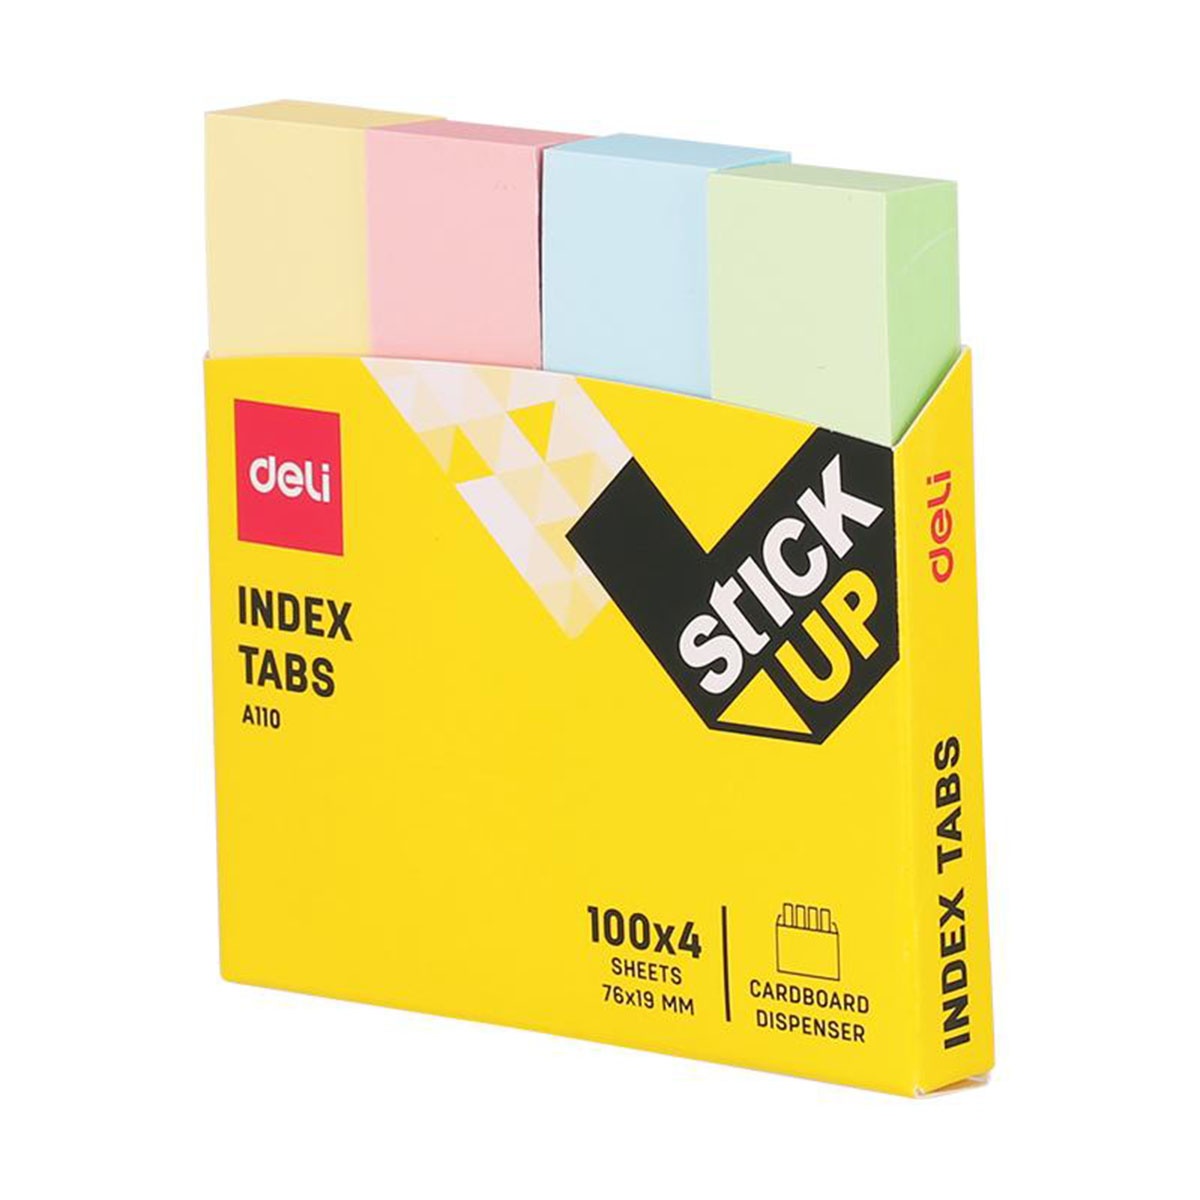 deli
INDEX
TABS
A110
STICK
UP
100x4
SHEETS
76x19 MM
CARDBOARD
DISPENSER
deli
INDEX TABS